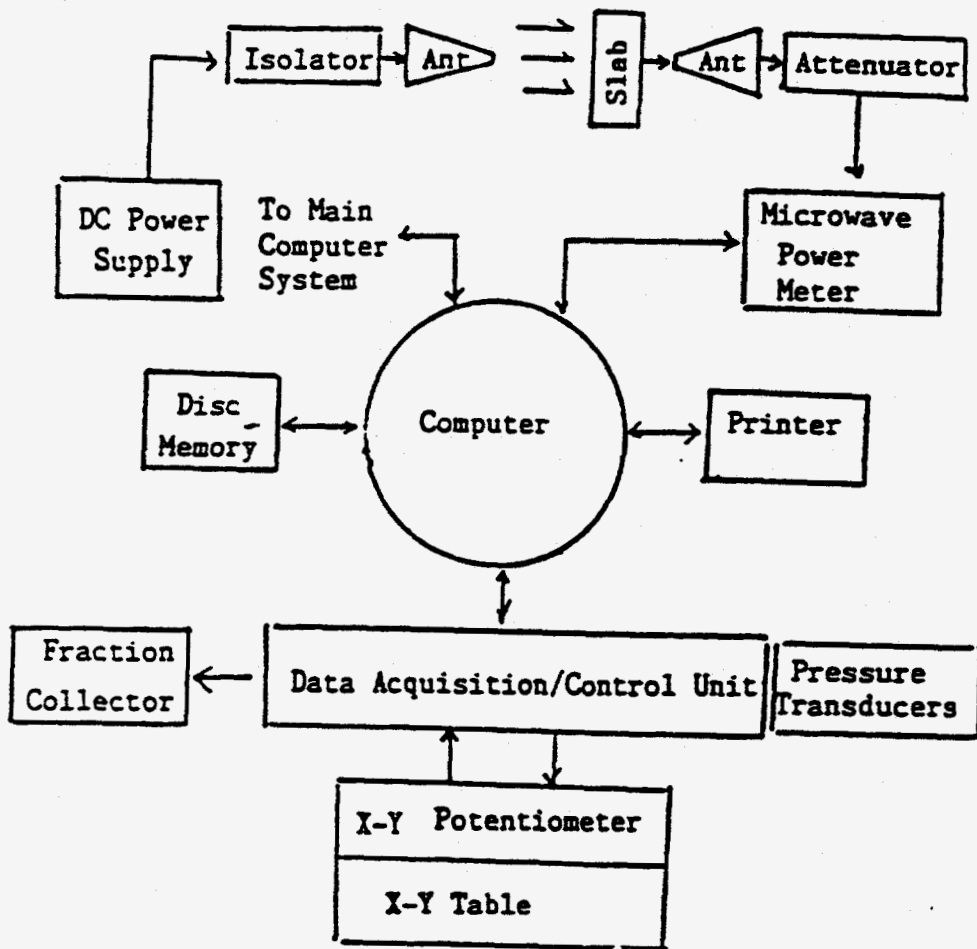 Isolator
Ant
Slab
Ant
Attenuator
DC Power
Supply
To Main
Computer
System
Microwave
Power
Meter
Disc
Memory
Computer
Printer
Fraction
Collector
Data Acquisition/Control Unit
Pressure
Transducers
X-Y Potentiometer
X-Y Table